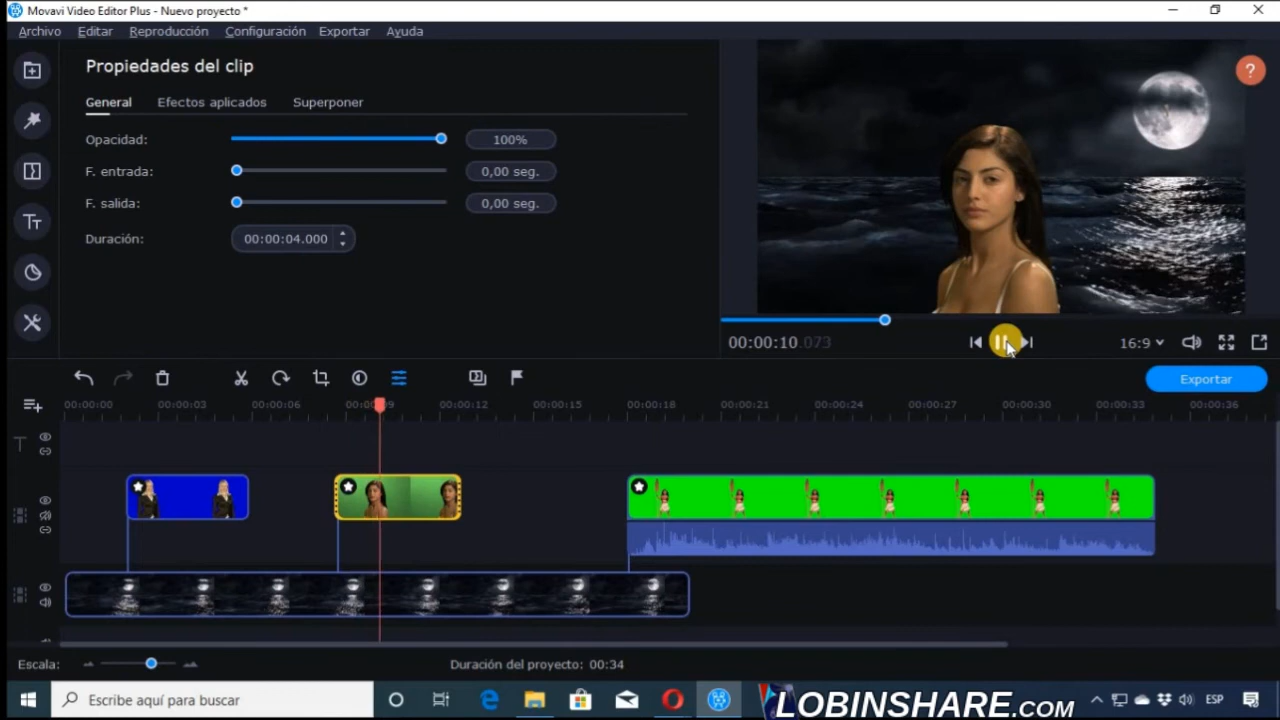 Movavi Video Editor Plus - Nuevo proyecto *
Archivo Editar Reproducción Configuración Exportar Ayuda
Propiedades del clip
General Efectos aplicados Superponer
Opacidad: 100%
F. entrada: 0,00 seg.
F. salida: 0,00 seg.
Duración: 00:00:04.000
?
00:00:10.073
16:9
Exportar
00:00:00 00:00:03 00:00:06 00:00:09 00:00:12 00:00:15 00:00:18 00:00:21 00:00:24 00:00:27 00:00:30 00:00:33 00:00:36
Escala:
Duración del proyecto: 00:34
Escribe aquí para buscar
ESP
LOBINSHARE.COM